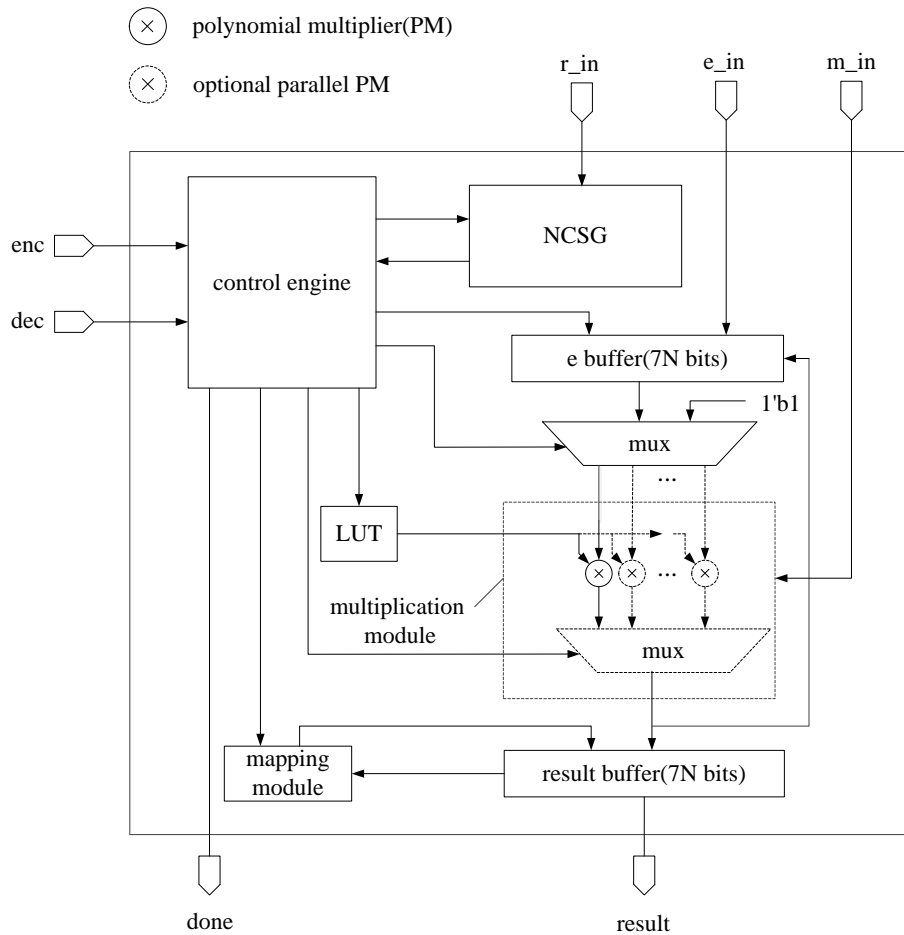 polynomial multiplier(PM)
optional parallel PM
r_in
e_in
m_in
enc
dec
control engine
NCSG
e buffer(7N bits)
1'b1
mux
...
LUT
...
multiplication
module
mux
mapping
module
result buffer(7N bits)
done
result